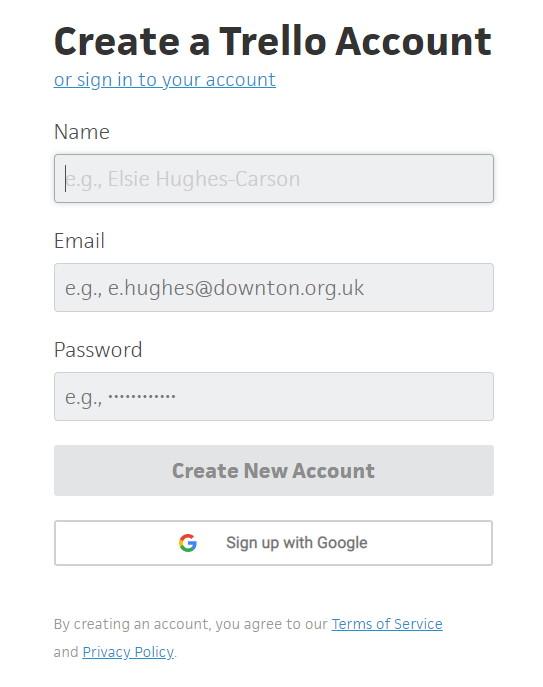 Create a Trello Account
or sign in to your account
Name
e.g., Elsie Hughes-Carson
Email
e.g., e.hughes@downton.org.uk
Password
e.g., ••••••••••••
Create New Account
Sign up with Google
By creating an account, you agree to our Terms of Service
and Privacy Policy.